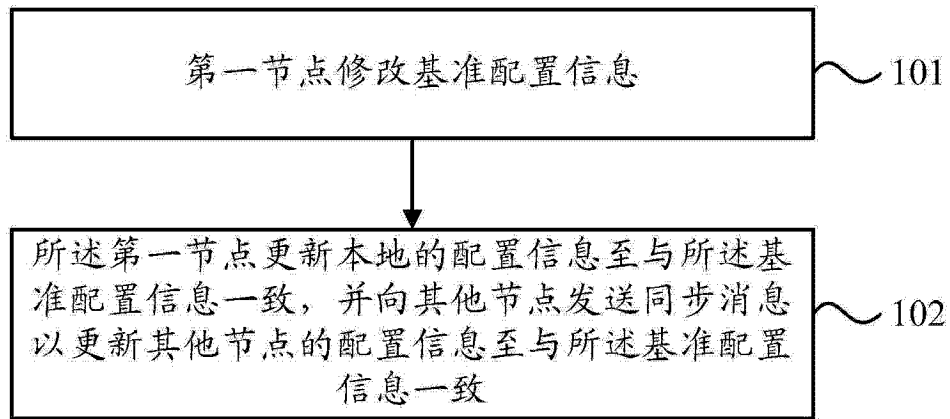 第一节点修改基准配置信息
101
所述第一节点更新本地的配置信息至与所述基
准配置信息一致，并向其他节点发送同步消息
以更新其他节点的配置信息至与所述基准配置
信息一致
102